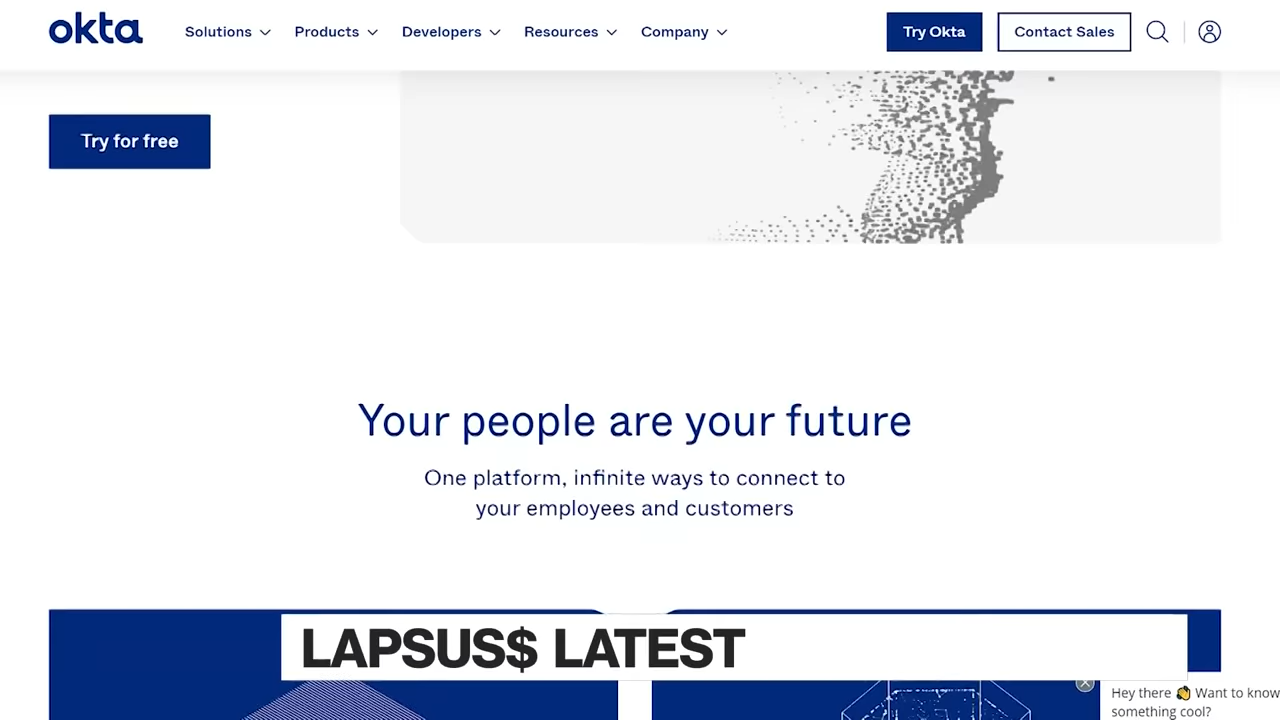 okta
Solutions Products Developers Resources Company Try Okta Contact Sales
Try for free
Your people are your future
One platform, infinite ways to connect to
your employees and customers
LAPSUS$ LATEST
Hey there 👋 Want to know
something cool?